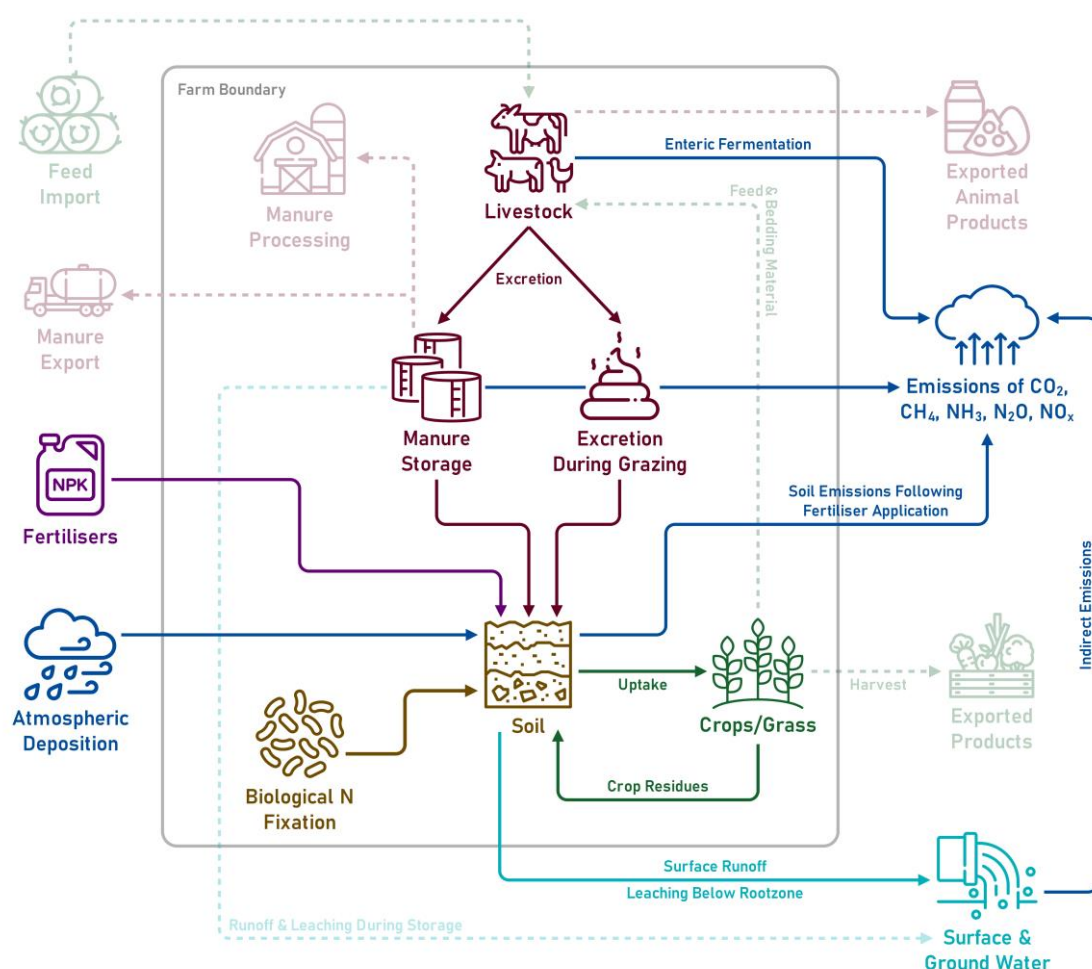 Farm Boundary
Feed
Import
Manure
Processing
Livestock
Enteric Fermentation
Exported
Animal
Products
Feed & Bedding Material
Excretion
Manure
Export
Manure
Storage
Excretion
During Grazing
Emissions of CO₂,
CH₄, NH₃, N₂O, NOₓ
NPK
Fertilisers
Soil Emissions Following
Fertiliser Application
Indirect Emissions
Atmospheric
Deposition
Soil
Uptake
Crops/Grass
Harvest
Exported
Products
Biological N
Fixation
Crop Residues
Surface Runoff
Leaching Below Rootzone
Runoff & Leaching During Storage
Surface &
Ground Water